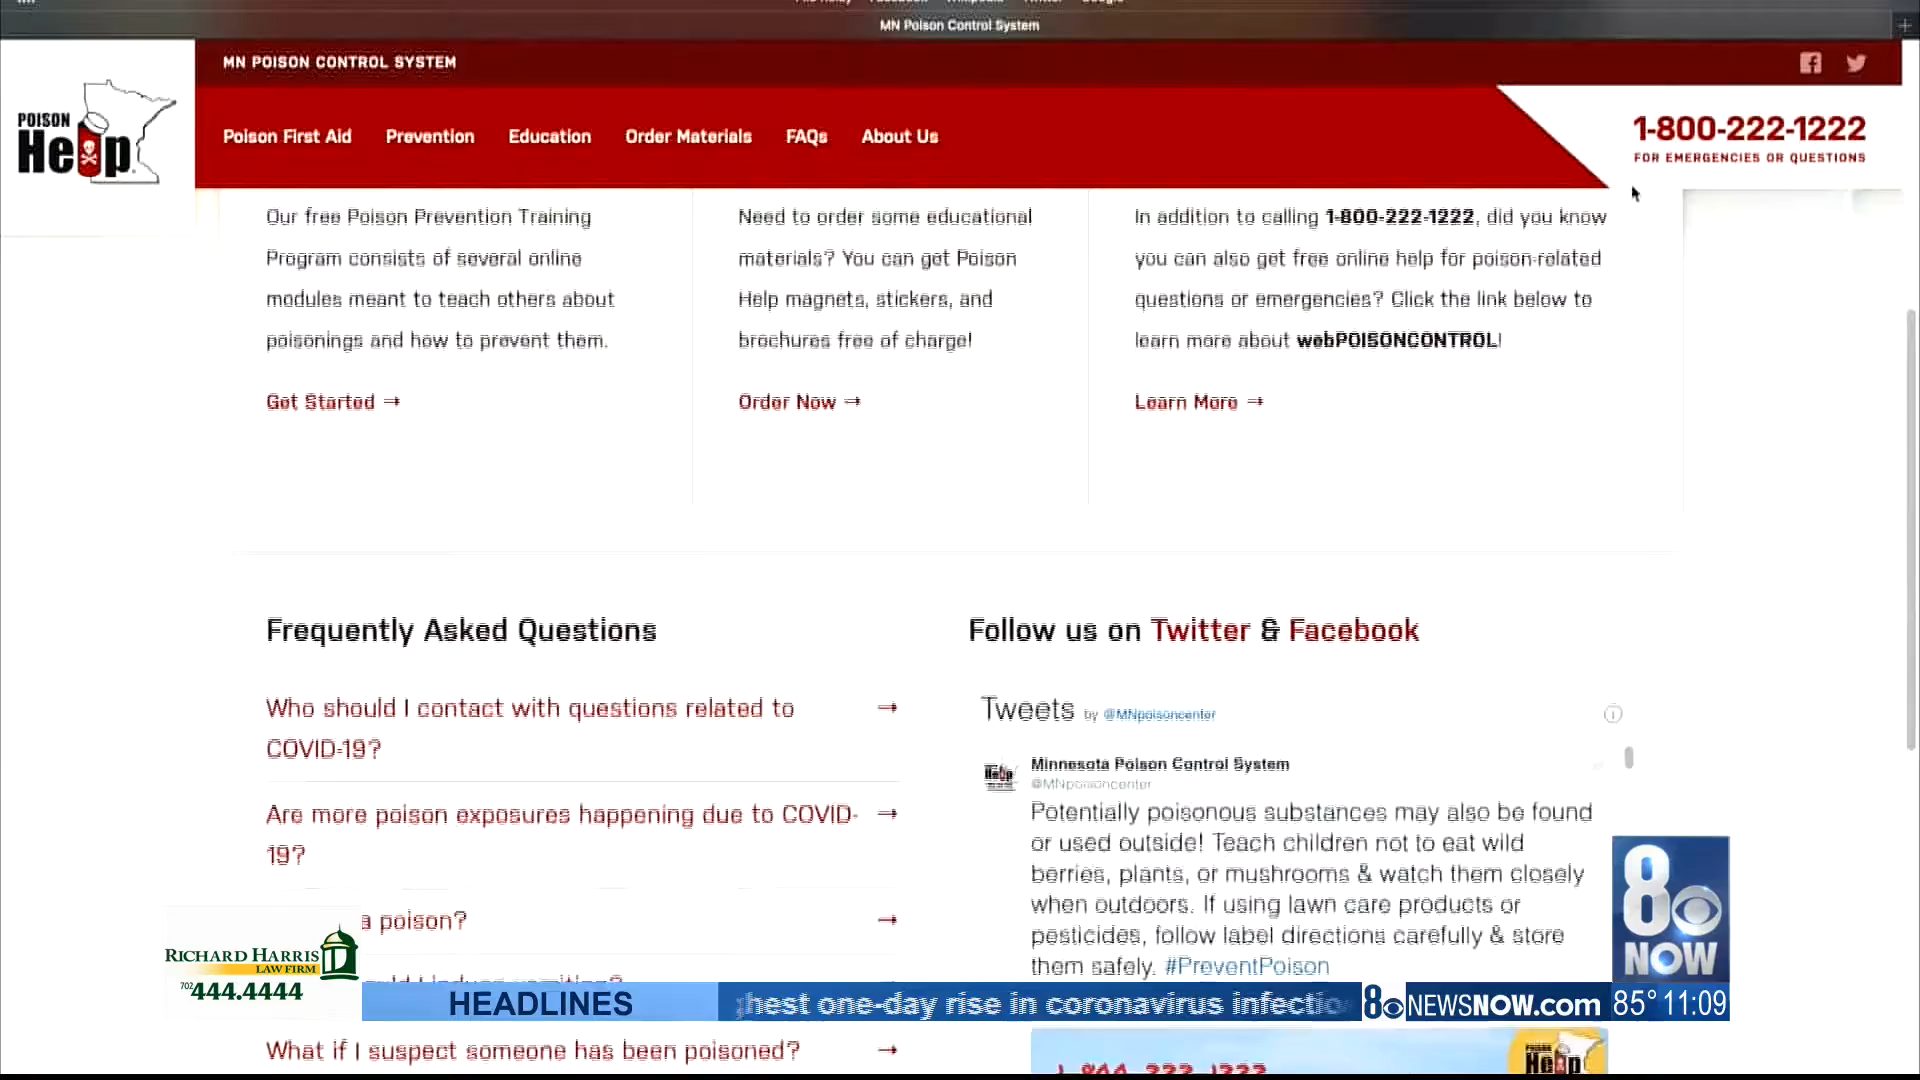 MN Poison Control System
MN POISON CONTROL SYSTEM
POISON
Help
Poison First Aid Prevention Education Order Materials FAQs About Us
1-800-222-1222
FOR EMERGENCIES OR QUESTIONS
Our free Poison Prevention Training
Program consists of several online
modules meant to teach others about
poisonings and how to prevent them.
Get Started →
Need to order some educational
materials? You can get Poison
Help magnets, stickers, and
brochures free of charge!
Order Now →
In addition to calling 1-800-222-1222, did you know
you can also get free online help for poison-related
questions or emergencies? Click the link below to
learn more about webPOISONCONTROL!
Learn More →
Frequently Asked Questions
Who should I contact with questions related to
COVID-19?
Are more poison exposures happening due to COVID-
19?
a poison?
What if I suspect someone has been poisoned?
Follow us on Twitter & Facebook
Tweets by @MNpoisoncenter
Minnesota Poison Control System
@MNpoisoncenter
Potentially poisonous substances may also be found
or used outside! Teach children not to eat wild
berries, plants, or mushrooms & watch them closely
when outdoors. If using lawn care products or
pesticides, follow label directions carefully & store
them safely. #PreventPoison
1-800-222-1222
POISON
Help
8
NOW
RICHARD HARRIS
LAW FIRM
702 444.4444
HEADLINES
ghest one-day rise in coronavirus infectio
8 NEWSNOW.com 85° 11:09